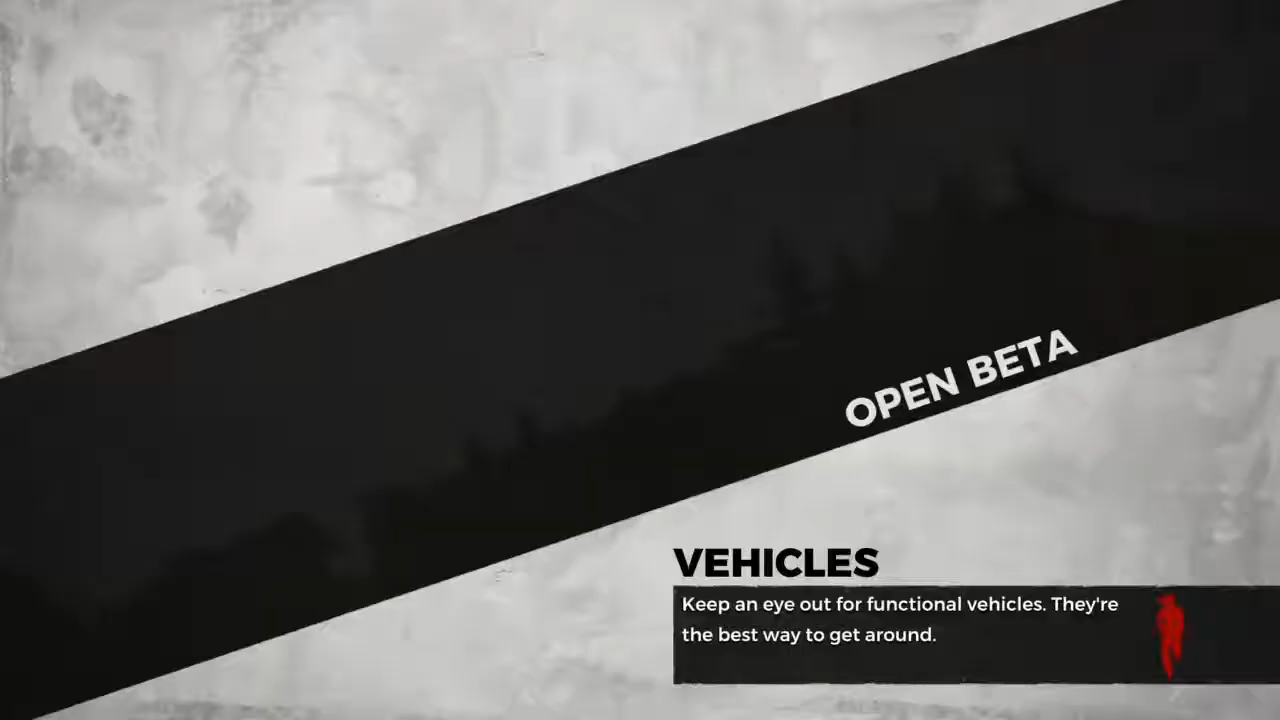 OPEN BETA
VEHICLES
Keep an eye out for functional vehicles. They're
the best way to get around.